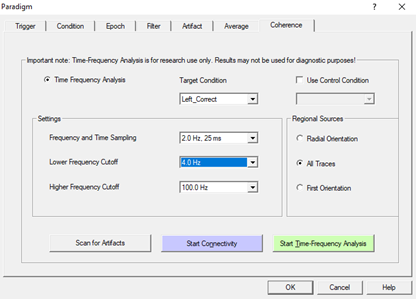 Paradigm
? ×
Trigger Condition Epoch Filter Artifact Average Coherence
Important note: Time-Frequency Analysis is for research use only. Results may not be used for diagnostic purposes!
Time Frequency Analysis Target Condition Use Control Condition
Left_Correct
Settings Regional Sources
Frequency and Time Sampling 2.0 Hz, 25 ms Radial Orientation
Lower Frequency Cutoff 4.0 Hz All Traces
Higher Frequency Cutoff 100.0 Hz First Orientation
Scan for Artifacts Start Connectivity Start Time-Frequency Analysis
OK Cancel Help